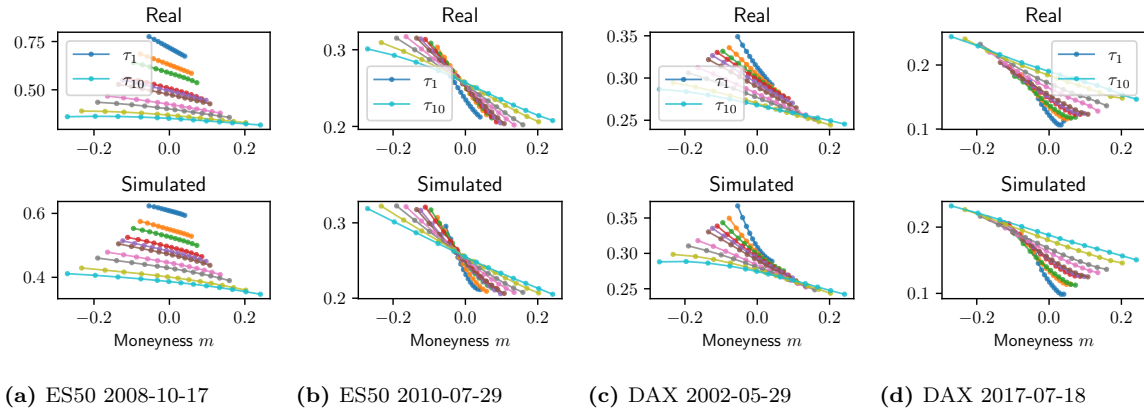 Real
Real
Real
Real
0.75
0.50
τ1
τ10
−0.2
0.0
0.2
0.3
0.2
τ1
τ10
−0.2
0.0
0.2
0.35
0.30
0.25
τ1
τ10
−0.2
0.0
0.2
0.2
0.1
τ1
τ10
−0.2
0.0
0.2
Simulated
Simulated
Simulated
Simulated
0.6
0.4
−0.2
0.0
0.2
0.3
0.2
−0.2
0.0
0.2
0.35
0.30
0.25
−0.2
0.0
0.2
0.2
0.1
−0.2
0.0
0.2
Moneyness m
Moneyness m
Moneyness m
Moneyness m
(a) ES50 2008-10-17
(b) ES50 2010-07-29
(c) DAX 2002-05-29
(d) DAX 2017-07-18